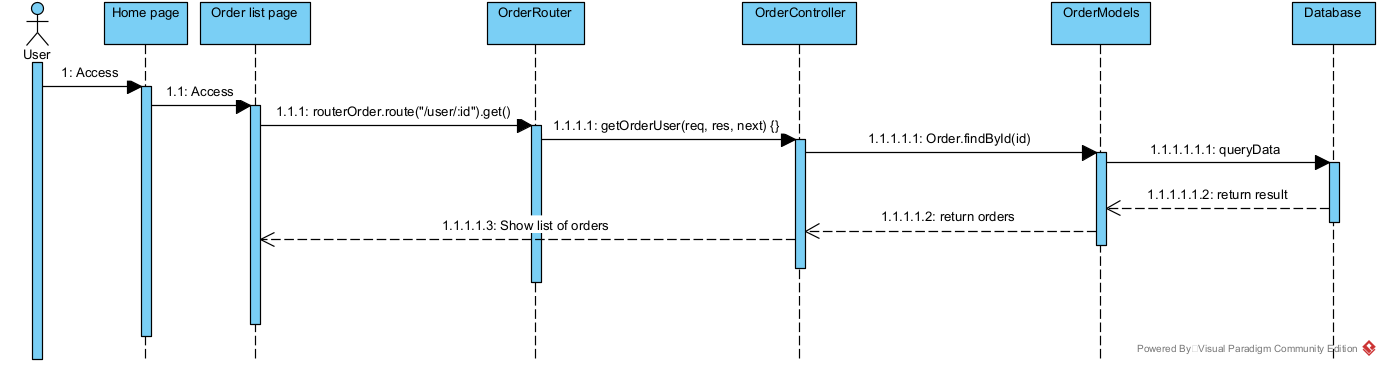 Home page
Order list page
OrderRouter
OrderController
OrderModels
Database
User
1: Access
1.1: Access
1.1.1: routerOrder.route("/user/:id").get()
1.1.1.1: getOrderUser(req, res, next) {}
1.1.1.1.1: Order.findById(id)
1.1.1.1.1.1: queryData
1.1.1.1.1.2: return result
1.1.1.1.2: return orders
1.1.1.1.3: Show list of orders
Powered By Visual Paradigm Community Edition